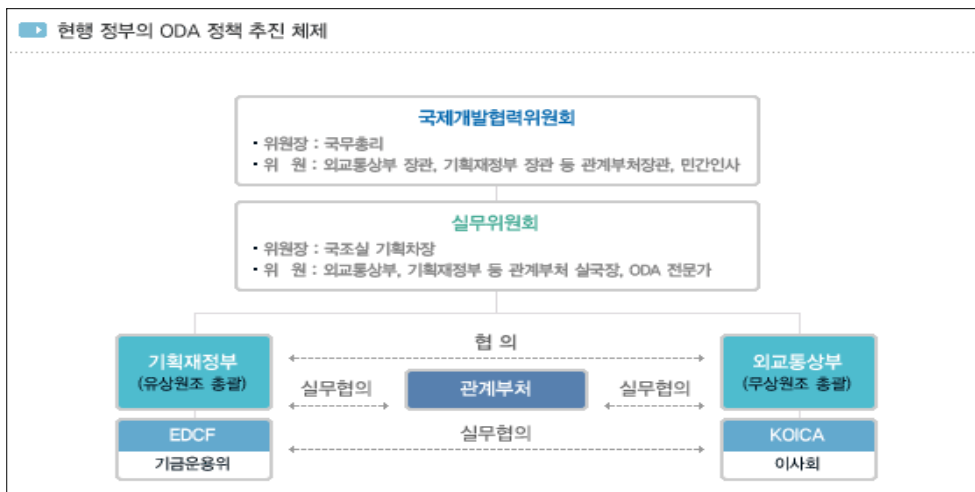 현행 정부의 ODA 정책 추진 체제
국제개발협력위원회
· 위원장 : 국무총리
· 위 원 : 외교통상부 장관, 기획재정부 장관 등 관계부처장관, 민간인사
실무위원회
· 위원장 : 국조실 기획차장
· 위 원 : 외교통상부, 기획재정부 등 관계부처 실국장, ODA 전문가
협 의
기획재정부
(유상원조 총괄)
외교통상부
(무상원조 총괄)
실무협의
관계부처
실무협의
EDCF
기금운용위
실무협의
KOICA
이사회